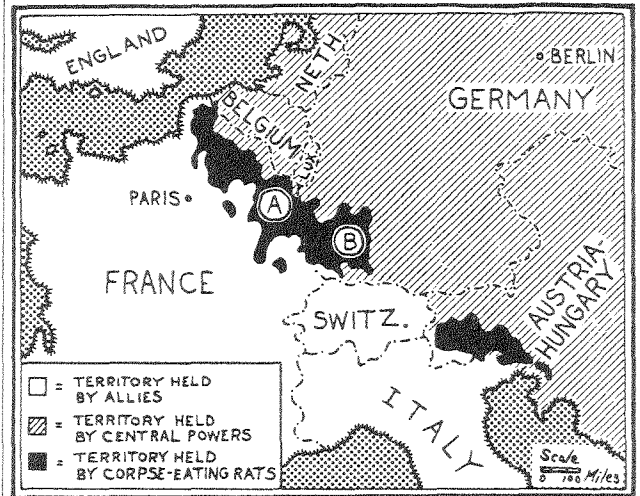 ENGLAND
NETH.
BERLIN
GERMANY
BELGIUM
LUX.
PARIS
A
B
FRANCE
SWITZ.
AUSTRIA-
HUNGARY
ITALY
= TERRITORY HELD
BY ALLIES
= TERRITORY HELD
BY CENTRAL POWERS
= TERRITORY HELD
BY CORPSE-EATING RATS
Scale
0 100 Miles